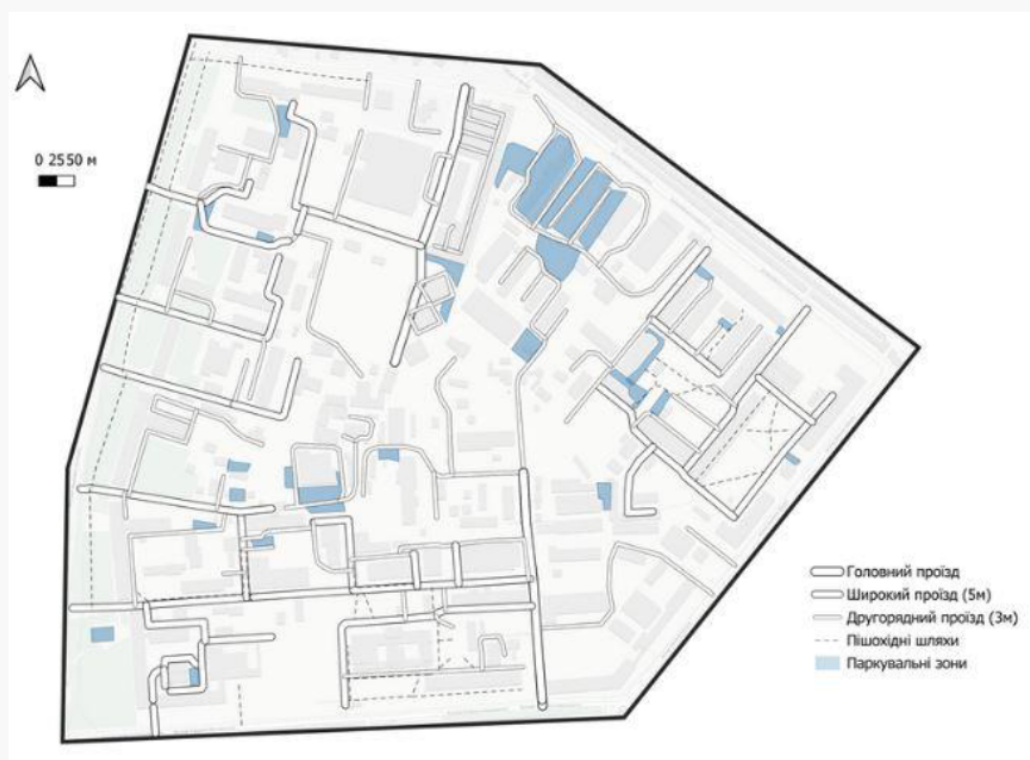 0 2550 м
Головний проїзд
Широкий проїзд (5м)
Другорядний проїзд (3м)
Пішохідні шляхи
Паркувальні зони